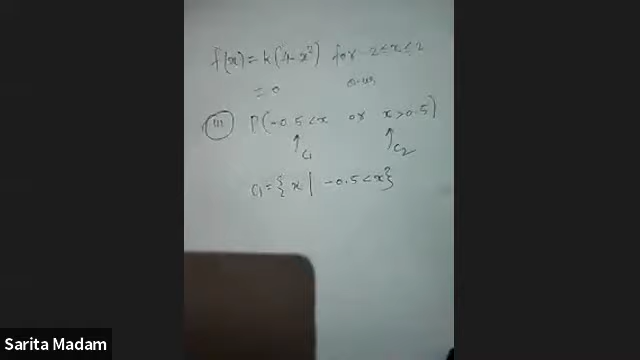 f(x) = k(4-x²) for -2≤x≤2
= 0
(iii) P(-0.5<x or x>0.5)
↑ C₁ ↑ C₂
C₁ = {x | -0.5<x}
Sarita Madam